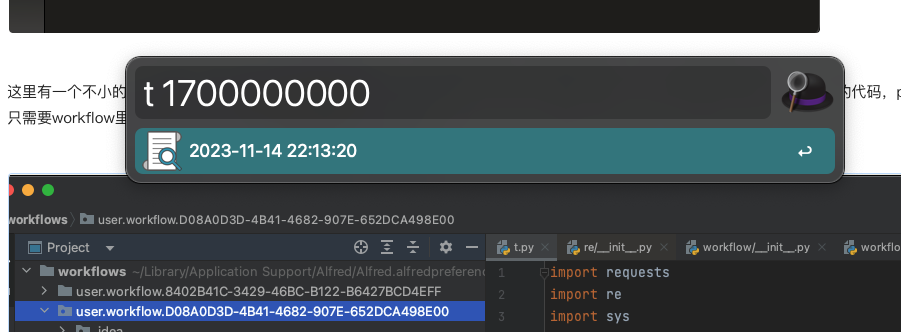 这里有一个不小的
的代码，p
只需要workflow里
t 1700000000
2023-11-14 22:13:20
workflows user.workflow.D08A0D3D-4B41-4682-907E-652DCA498E00
Project
t.py re/__init__.py workflow/__init__.py workflow
workflows ~/Library/Application Support/Alfred/Alfred.alfredpreferenc
user.workflow.8402B41C-3429-46BC-B122-B6427BCD4EFF
user.workflow.D08A0D3D-4B41-4682-907E-652DCA498E00
.idea
1 import requests
2 import re
3 import sys